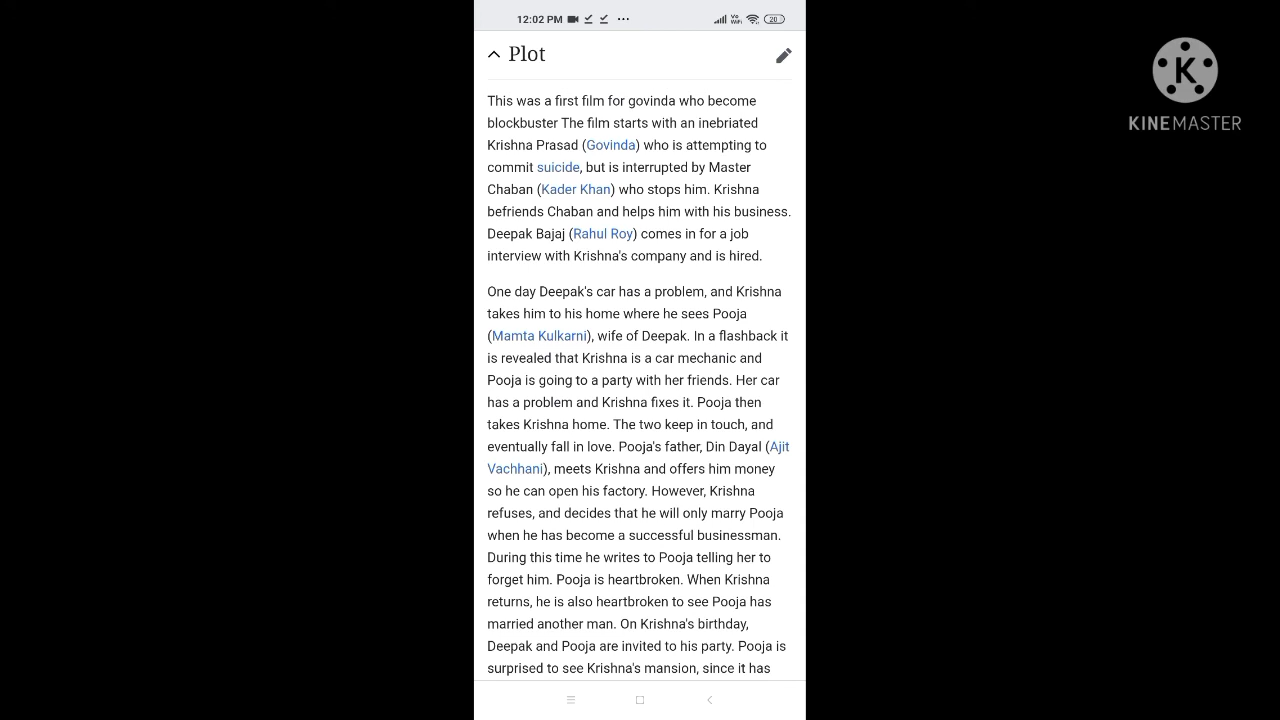 12:02 PM
Vo
WiFi
20
Plot
This was a first film for govinda who become
blockbuster The film starts with an inebriated
Krishna Prasad (Govinda) who is attempting to
commit suicide, but is interrupted by Master
Chaban (Kader Khan) who stops him. Krishna
befriends Chaban and helps him with his business.
Deepak Bajaj (Rahul Roy) comes in for a job
interview with Krishna's company and is hired.
One day Deepak's car has a problem, and Krishna
takes him to his home where he sees Pooja
(Mamta Kulkarni), wife of Deepak. In a flashback it
is revealed that Krishna is a car mechanic and
Pooja is going to a party with her friends. Her car
has a problem and Krishna fixes it. Pooja then
takes Krishna home. The two keep in touch, and
eventually fall in love. Pooja's father, Din Dayal (Ajit
Vachhani), meets Krishna and offers him money
so he can open his factory. However, Krishna
refuses, and decides that he will only marry Pooja
when he has become a successful businessman.
During this time he writes to Pooja telling her to
forget him. Pooja is heartbroken. When Krishna
returns, he is also heartbroken to see Pooja has
married another man. On Krishna's birthday,
Deepak and Pooja are invited to his party. Pooja is
surprised to see Krishna's mansion, since it has
K
KINEMASTER